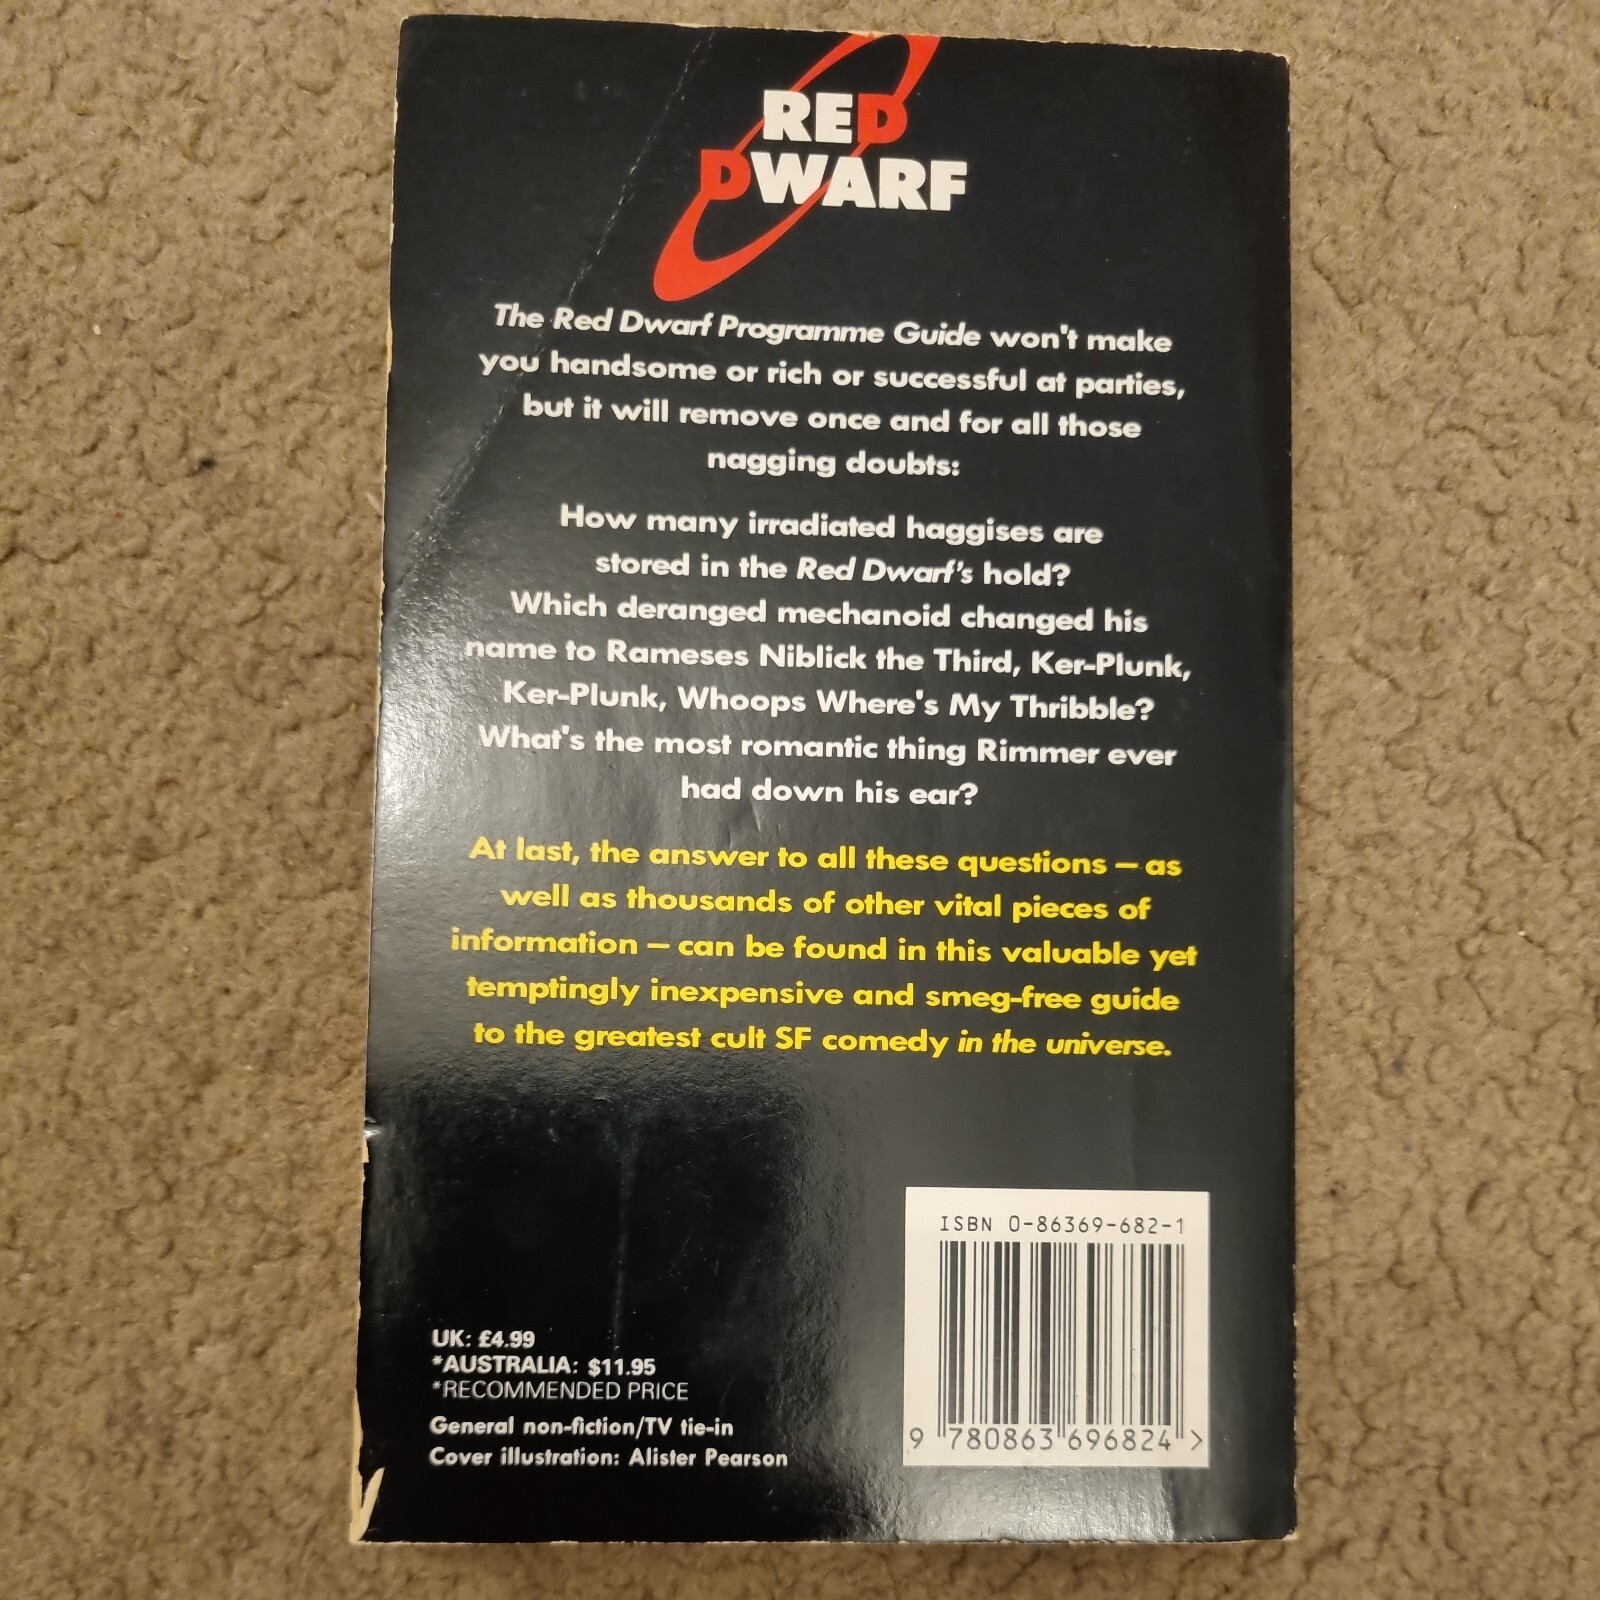 RED
DWARF
The Red Dwarf Programme Guide won't make
you handsome or rich or successful at parties,
but it will remove once and for all those
nagging doubts:
How many irradiated haggises are
stored in the Red Dwarf's hold?
Which deranged mechanoid changed his
name to Rameses Niblick the Third, Ker-Plunk,
Ker-Plunk, Whoops Where's My Thribble?
What's the most romantic thing Rimmer ever
had down his ear?
At last, the answer to all these questions – as
well as thousands of other vital pieces of
information – can be found in this valuable yet
temptingly inexpensive and smeg-free guide
to the greatest cult SF comedy in the universe.
ISBN 0-86369-682-1
9 780863 696824 >
UK: £4.99
*AUSTRALIA: $11.95
*RECOMMENDED PRICE
General non-fiction/TV tie-in
Cover illustration: Alister Pearson